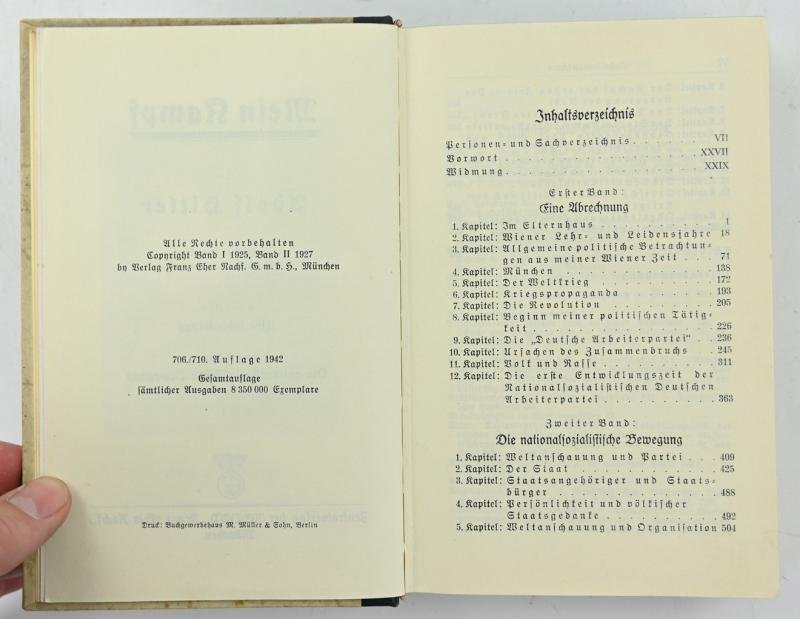 Alle Rechte vorbehalten
Copyright Band I 1925, Band II 1927
by Verlag Franz Eher Nachf. G. m. b. H., München
706./710. Auflage 1942
Gesamtauflage
sämtlicher Ausgaben 8 350 000 Exemplare
Druck: Buchgewerbehaus M. Müller & Sohn, Berlin
Inhaltsverzeichnis
Personen- und Sachverzeichnis . . . . . . . VII
Vorwort . . . . . . . . . . . . . . . . . . XXVII
Widmung . . . . . . . . . . . . . . . . . . XXIX
Erster Band:
Eine Abrechnung
1. Kapitel: Im Elternhaus . . . . . . . . . . 1
2. Kapitel: Wiener Lehr- und Leidensjahre 18
3. Kapitel: Allgemeine politische Betrachtun-
gen aus meiner Wiener Zeit . . . 71
4. Kapitel: München . . . . . . . . . . . . 138
5. Kapitel: Der Weltkrieg . . . . . . . . . 172
6. Kapitel: Kriegspropaganda . . . . . . . 193
7. Kapitel: Die Revolution . . . . . . . . 205
8. Kapitel: Beginn meiner politischen Tätig-
keit . . . . . . . . . . . . . . 226
9. Kapitel: Die „Deutsche Arbeiterpartei“ . 236
10. Kapitel: Ursachen des Zusammenbruchs . 245
11. Kapitel: Volk und Rasse . . . . . . . . 311
12. Kapitel: Die erste Entwicklungszeit der
Nationalsozialistischen Deutschen
Arbeiterpartei . . . . . . . . . 363
Zweiter Band:
Die nationalsozialistische Bewegung
1. Kapitel: Weltanschauung und Partei . . . 409
2. Kapitel: Der Staat . . . . . . . . . . . 425
3. Kapitel: Staatsangehöriger und Staats-
bürger . . . . . . . . . . . . . 488
4. Kapitel: Persönlichkeit und völkischer
Staatsgedanke . . . . . . . . . 492
5. Kapitel: Weltanschauung und Organisation 504